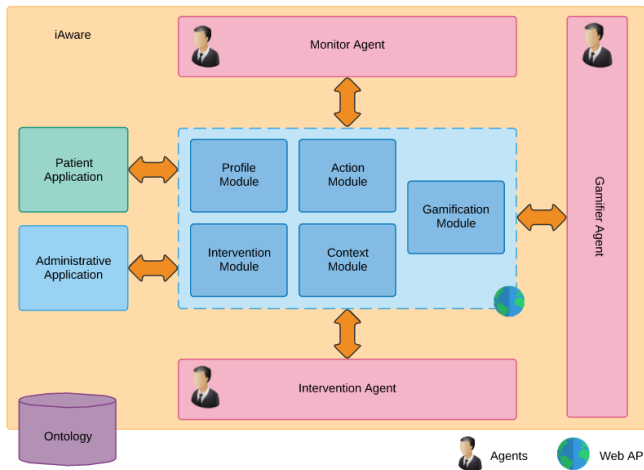 iAware
Monitor Agent
Patient
Application
Profile
Module
Action
Module
Gamification
Module
Gamifier Agent
Administrative
Application
Intervention
Module
Context
Module
Intervention Agent
Ontology
Agents
Web AP